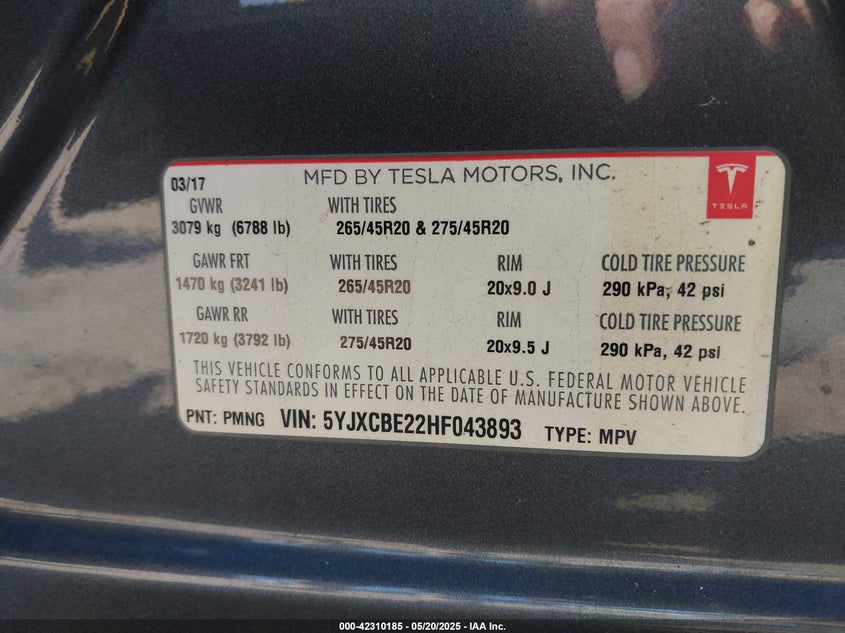 03/17 MFD BY TESLA MOTORS, INC.
TESLA
GVWR WITH TIRES
3079 kg (6788 lb) 265/45R20 & 275/45R20
GAWR FRT WITH TIRES RIM COLD TIRE PRESSURE
1470 kg (3241 lb) 265/45R20 20x9.0 J 290 kPa, 42 psi
GAWR RR WITH TIRES RIM COLD TIRE PRESSURE
1720 kg (3792 lb) 275/45R20 20x9.5 J 290 kPa, 42 psi
THIS VEHICLE CONFORMS TO ALL APPLICABLE U.S. FEDERAL MOTOR VEHICLE
SAFETY STANDARDS IN EFFECT ON THE DATE OF MANUFACTURE SHOWN ABOVE.
PNT: PMNG VIN: 5YJXCBE22HF043893 TYPE: MPV
000-42310185 - 05/20/2025 - IAA Inc.